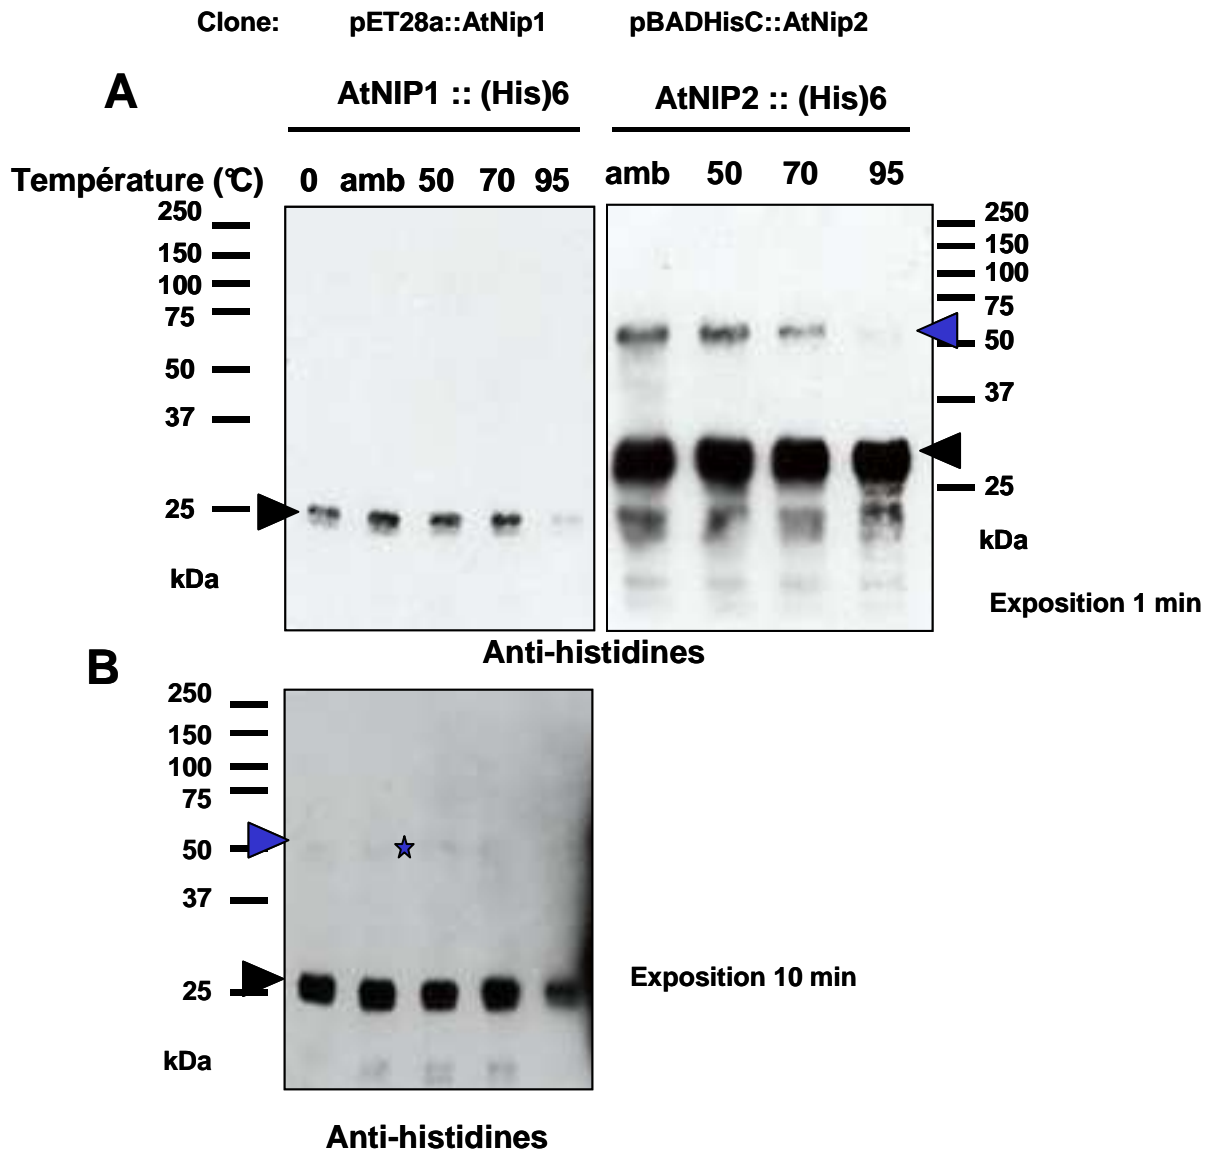 Clone: pET28a::AtNip1 pBADHisC::AtNip2
A
AtNIP1 :: (His)6 AtNIP2 :: (His)6
Température (°C) 0 amb 50 70 95 amb 50 70 95
250 250
150 150
100 100
75 75
50 50
37 37
25 25
kDa kDa
Exposition 1 min
Anti-histidines
B
250
150
100
75
50
37
25
Exposition 10 min
kDa
Anti-histidines